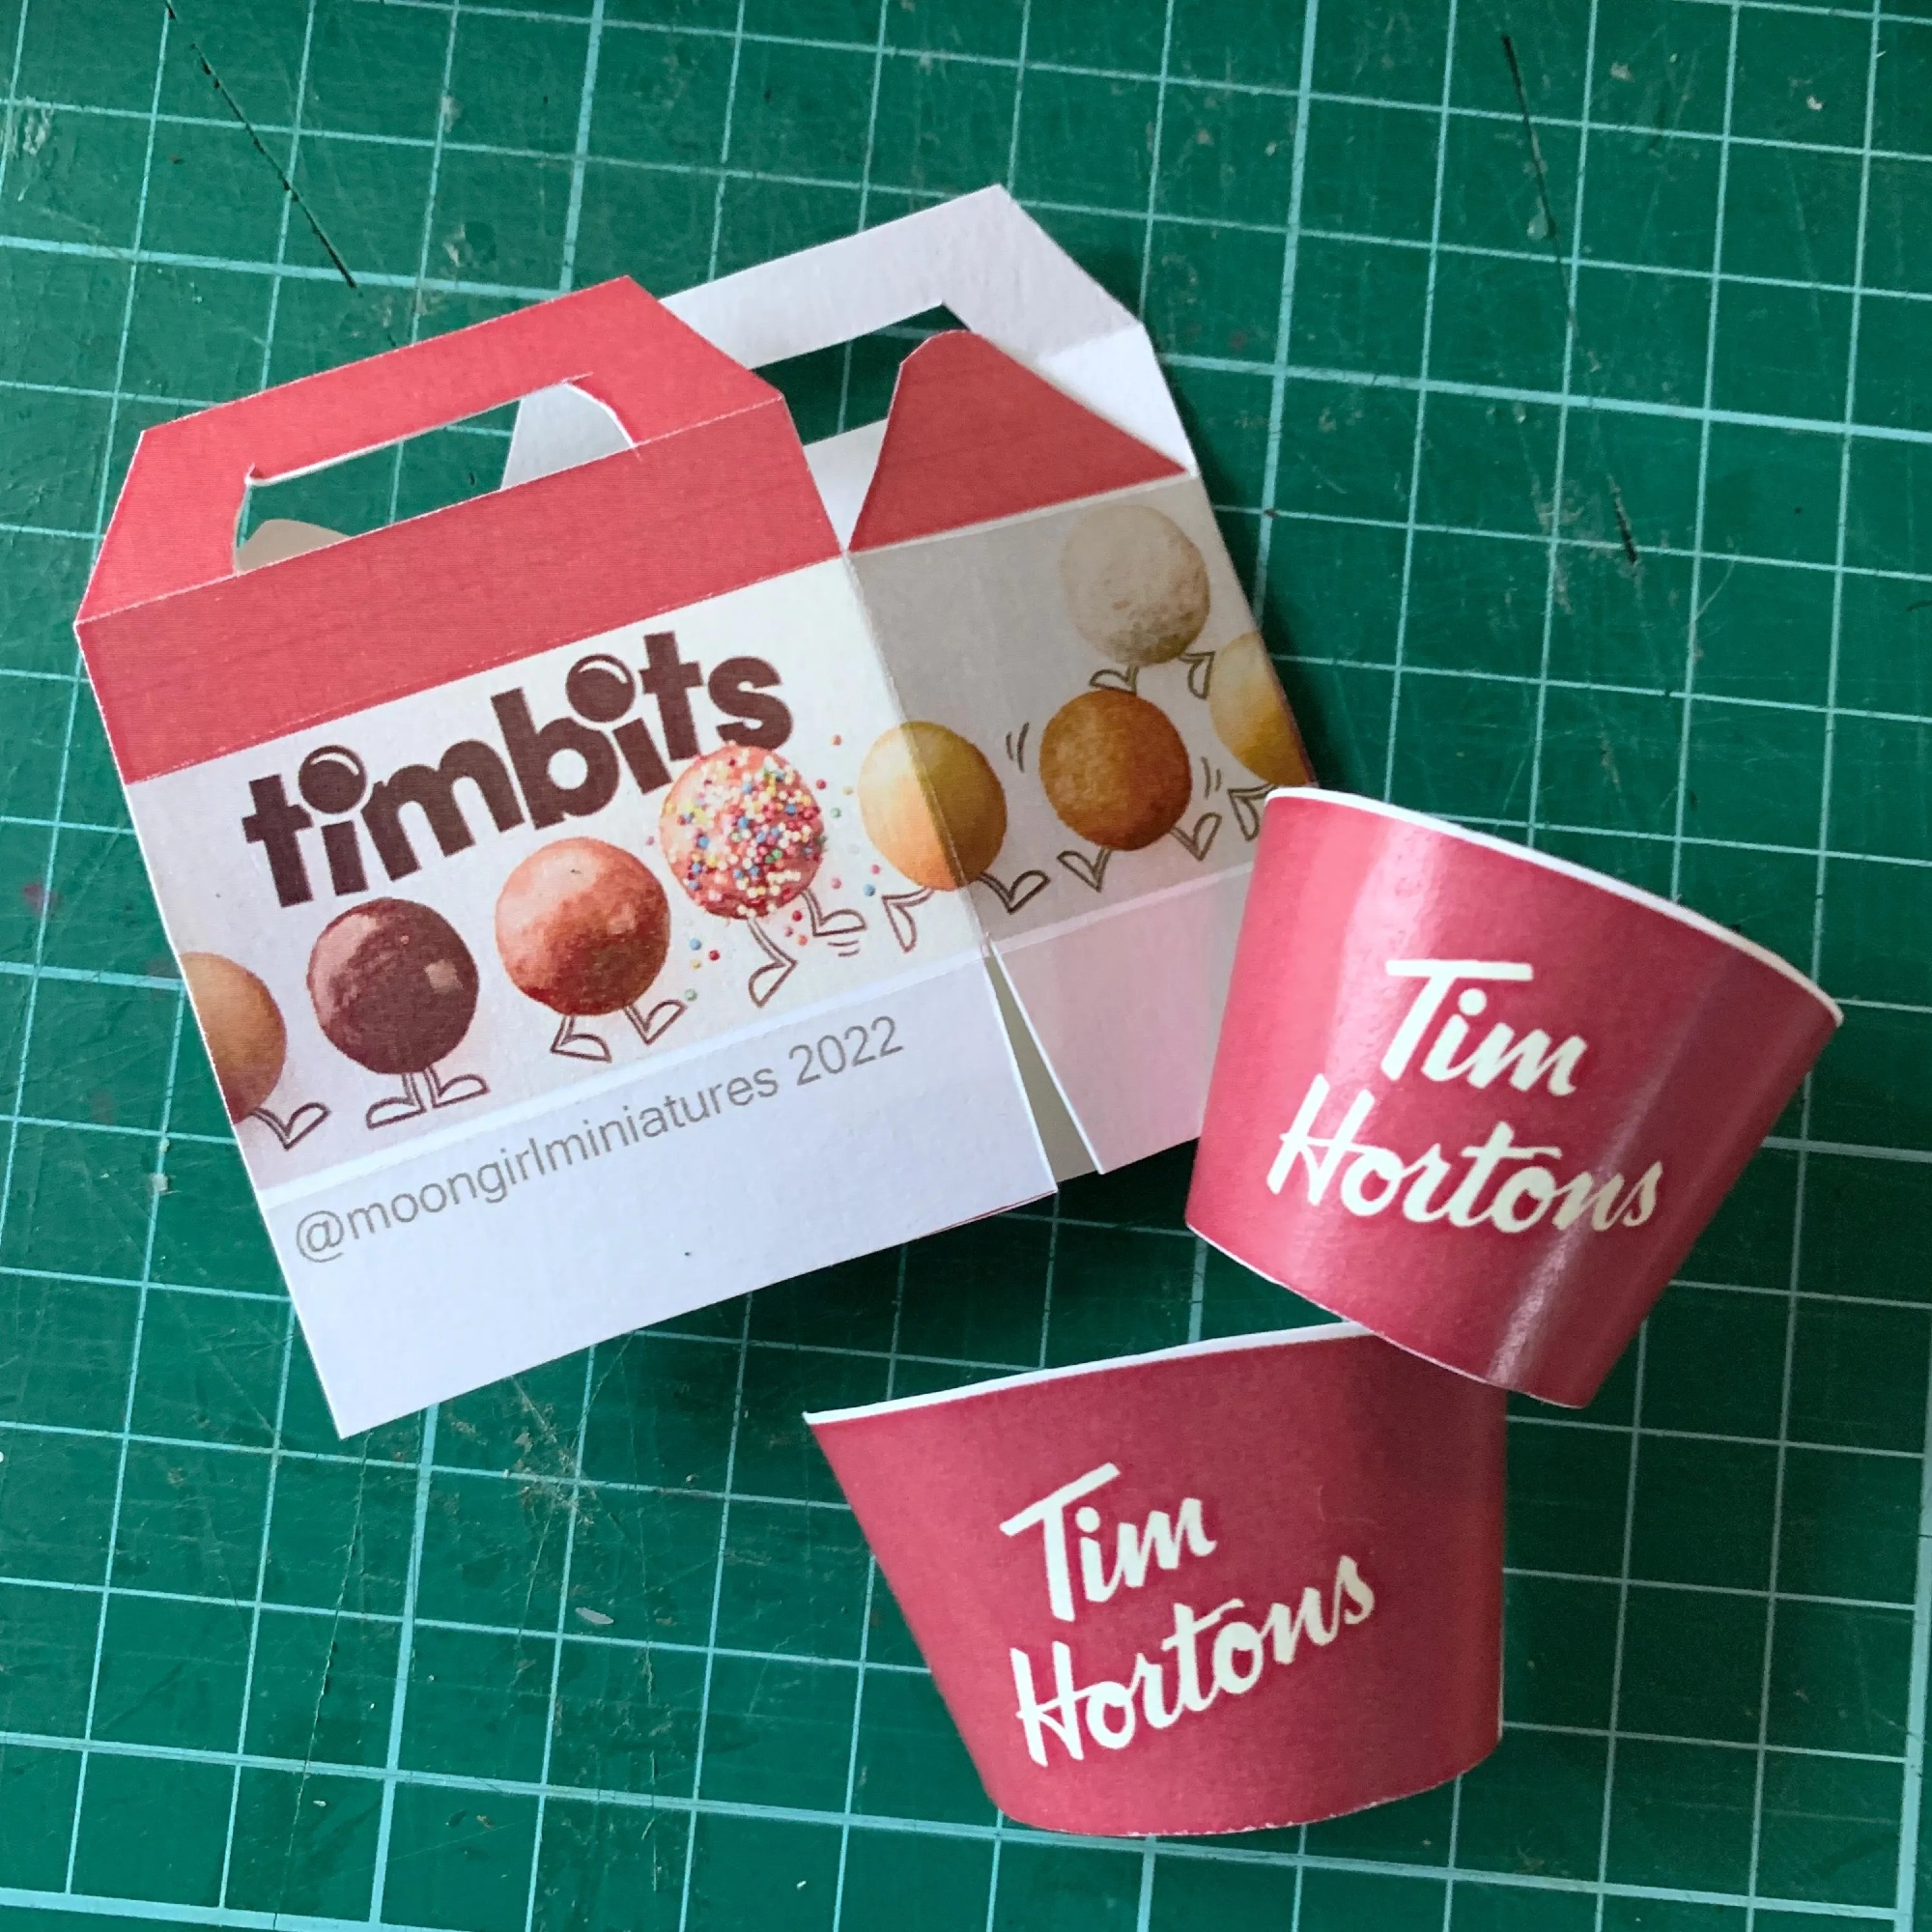 timbits
@moongirlminiatures 2022
Tim
Hortons
Tim
Hortons